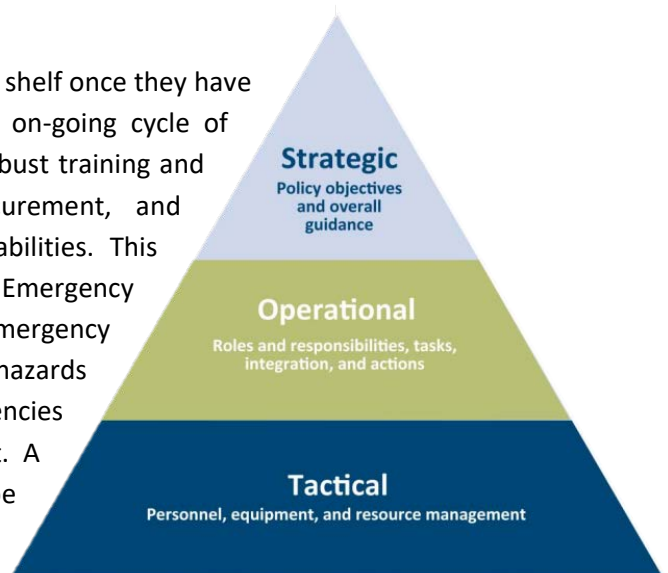 shelf once they have
on-going cycle of
bust training and
urement, and
abilities. This
Emergency
mergency
hazards
encies
. A
Strategic
Policy objectives
and overall
guidance
Operational
Roles and responsibilities, tasks,
integration, and actions
Tactical
Personnel, equipment, and resource management